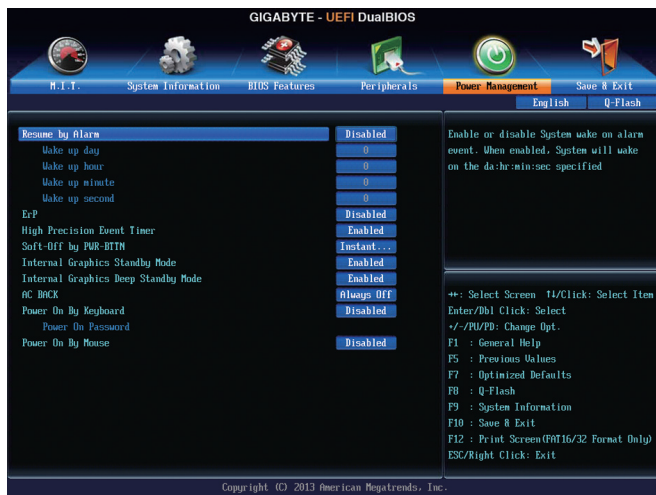 GIGABYTE - UEFI DualBIOS
M.I.T. System Information BIOS Features Peripherals Power Management Save & Exit
English Q-Flash
Resume by Alarm Disabled
Wake up day 0
Wake up hour 0
Wake up minute 0
Wake up second 0
ErP Disabled
High Precision Event Timer Enabled
Soft-Off by PWR-BTTN Instant...
Internal Graphics Standby Mode Enabled
Internal Graphics Deep Standby Mode Enabled
AC BACK Always Off
Power On By Keyboard Disabled
Power On Password
Power On By Mouse Disabled
Enable or disable System wake on alarm
event. When enabled, System will wake
on the da:hr:min:sec specified
↔: Select Screen ↑↓/Click: Select Item
Enter/Dbl Click: Select
+/-/PU/PD: Change Opt.
F1 : General Help
F5 : Previous Values
F7 : Optimized Defaults
F8 : Q-Flash
F9 : System Information
F10 : Save & Exit
F12 : Print Screen(FAT16/32 Format Only)
ESC/Right Click: Exit
Copyright (C) 2013 American Megatrends, Inc.